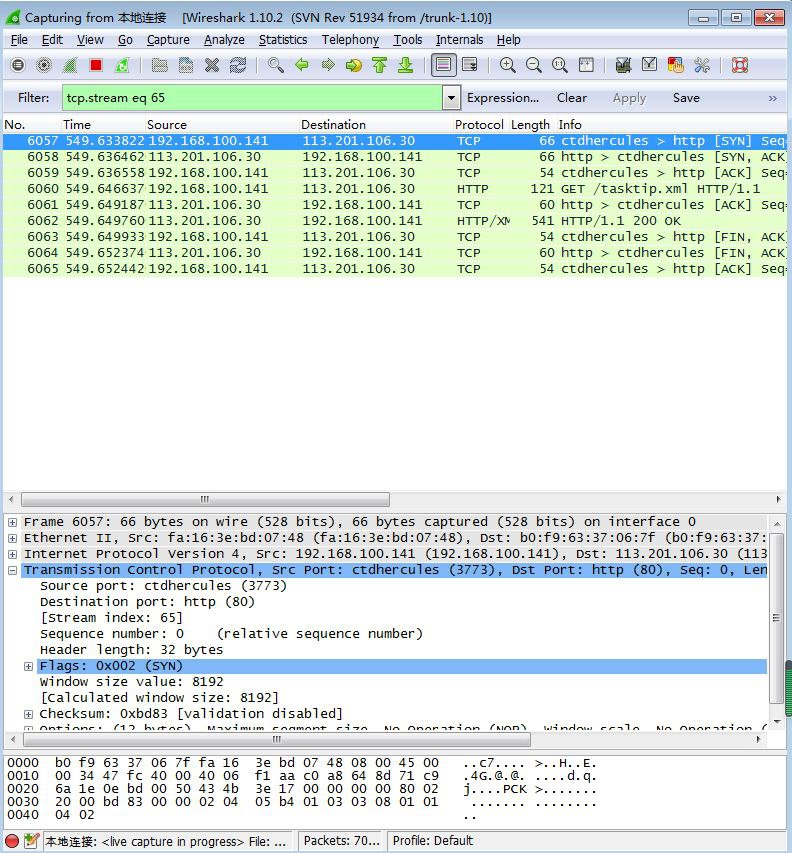 Capturing from 本地连接 [Wireshark 1.10.2 (SVN Rev 51934 from /trunk-1.10)]
File Edit View Go Capture Analyze Statistics Telephony Tools Internals Help
Filter: tcp.stream eq 65 Expression... Clear Apply Save »
No. Time Source Destination Protocol Length Info
6057 549.633822 192.168.100.141 113.201.106.30 TCP 66 ctdhercules > http [SYN] Seq=
6058 549.636462 113.201.106.30 192.168.100.141 TCP 66 http > ctdhercules [SYN, ACK]
6059 549.636558 192.168.100.141 113.201.106.30 TCP 54 ctdhercules > http [ACK] Seq=
6060 549.646637 192.168.100.141 113.201.106.30 HTTP 121 GET /tasktip.xml HTTP/1.1
6061 549.649187 113.201.106.30 192.168.100.141 TCP 60 http > ctdhercules [ACK] Seq=
6062 549.649760 113.201.106.30 192.168.100.141 HTTP/XM 541 HTTP/1.1 200 OK
6063 549.649933 192.168.100.141 113.201.106.30 TCP 54 ctdhercules > http [FIN, ACK]
6064 549.652374 113.201.106.30 192.168.100.141 TCP 60 http > ctdhercules [FIN, ACK]
6065 549.652442 192.168.100.141 113.201.106.30 TCP 54 ctdhercules > http [ACK] Seq=
Frame 6057: 66 bytes on wire (528 bits), 66 bytes captured (528 bits) on interface 0
Ethernet II, Src: fa:16:3e:bd:07:48 (fa:16:3e:bd:07:48), Dst: b0:f9:63:37:06:7f (b0:f9:63:37:
Internet Protocol Version 4, Src: 192.168.100.141 (192.168.100.141), Dst: 113.201.106.30 (113
Transmission Control Protocol, Src Port: ctdhercules (3773), Dst Port: http (80), Seq: 0, Len
Source port: ctdhercules (3773)
Destination port: http (80)
[Stream index: 65]
Sequence number: 0 (relative sequence number)
Header length: 32 bytes
Flags: 0x002 (SYN)
Window size value: 8192
[Calculated window size: 8192]
Checksum: 0xbd83 [validation disabled]
Options: (12 bytes), Maximum segment size, No-Operation (NOP), Window scale, No-Operation (
0000 b0 f9 63 37 06 7f fa 16 3e bd 07 48 08 00 45 00 ..c7.... >..H..E.
0010 00 34 47 fc 40 00 40 06 f1 aa c0 a8 64 8d 71 c9 .4G.@.@. ....d.q.
0020 6a 1e 0e bd 00 50 43 4b 3e 17 00 00 00 00 80 02 j....PCK >.......
0030 20 00 bd 83 00 00 02 04 05 b4 01 03 03 08 01 01 ....... ........
0040 04 02 ..
本地连接: <live capture in progress> File: ... Packets: 70... Profile: Default